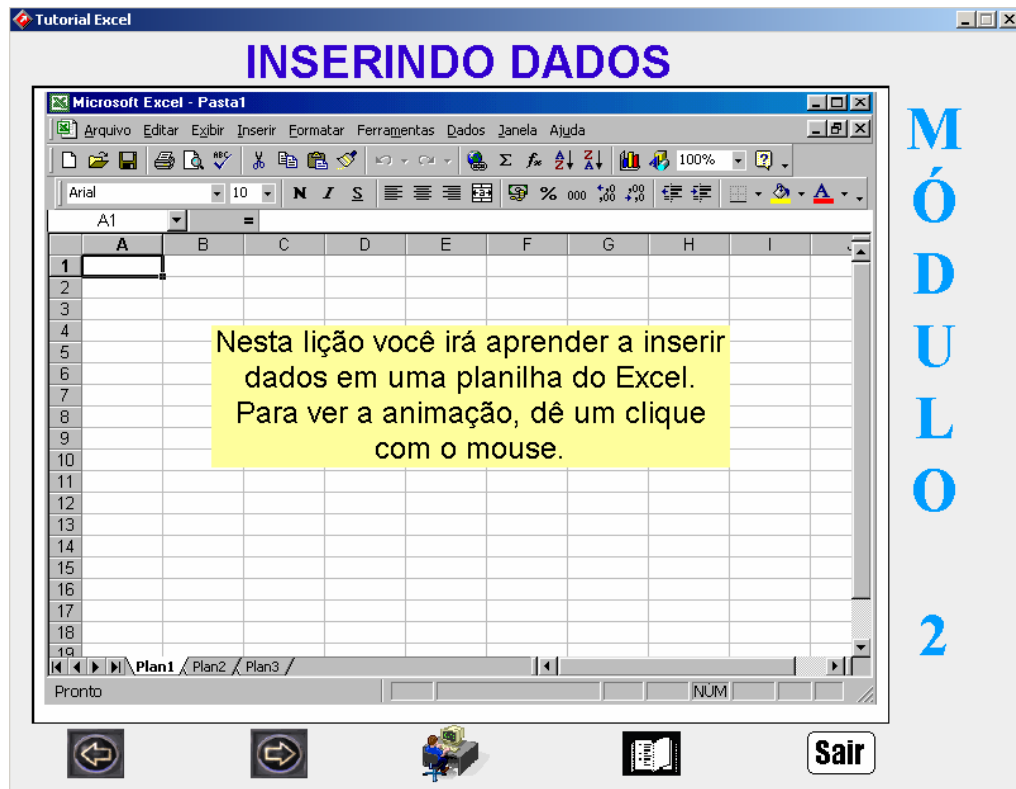 Tutorial Excel
INSERINDO DADOS
Microsoft Excel - Pasta1
Arquivo Editar Exibir Inserir Formatar Ferramentas Dados Janela Ajuda
100%
Arial 10 N I S % 000
A1 =
A B C D E F G H I J
1
2
3
4
5
6
7
8
9
10
11
12
13
14
15
16
17
18
19
Nesta lição você irá aprender a inserir
dados em uma planilha do Excel.
Para ver a animação, dê um clique
com o mouse.
Plan1 Plan2 Plan3
Pronto NÚM
Sair
M
Ó
D
U
L
O
2